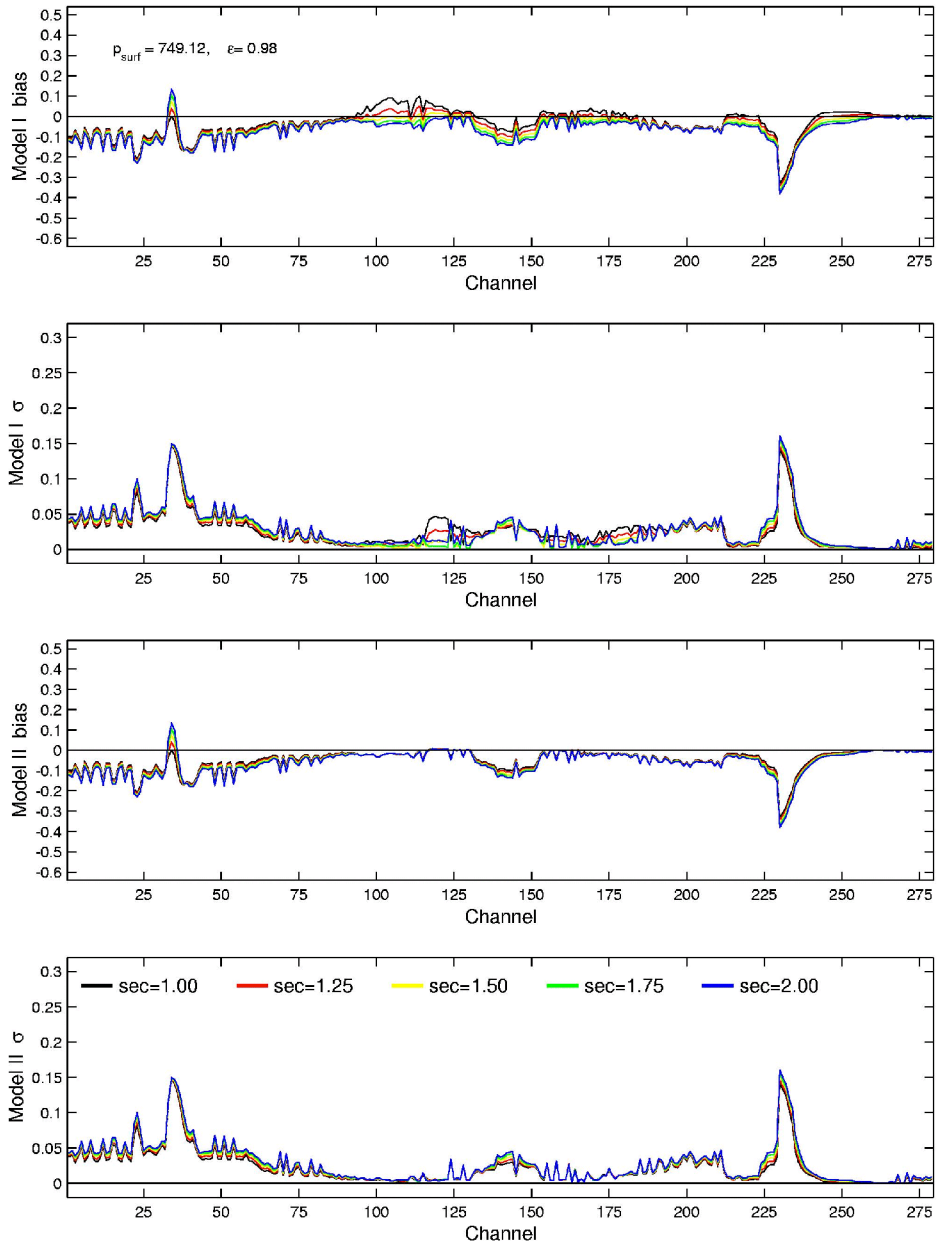 0.5
0.4
0.3
0.2
0.1
0
-0.1
-0.2
-0.3
-0.4
-0.5
-0.6
Model I bias
p_surf = 749.12, ε= 0.98
25 50 75 100 125 150 175 200 225 250 275
Channel
0.3
0.25
0.2
0.15
0.1
0.05
0
Model I σ
25 50 75 100 125 150 175 200 225 250 275
Channel
0.5
0.4
0.3
0.2
0.1
0
-0.1
-0.2
-0.3
-0.4
-0.5
-0.6
Model II bias
25 50 75 100 125 150 175 200 225 250 275
Channel
0.3
0.25
0.2
0.15
0.1
0.05
0
Model II σ
sec=1.00 sec=1.25 sec=1.50 sec=1.75 sec=2.00
25 50 75 100 125 150 175 200 225 250 275
Channel